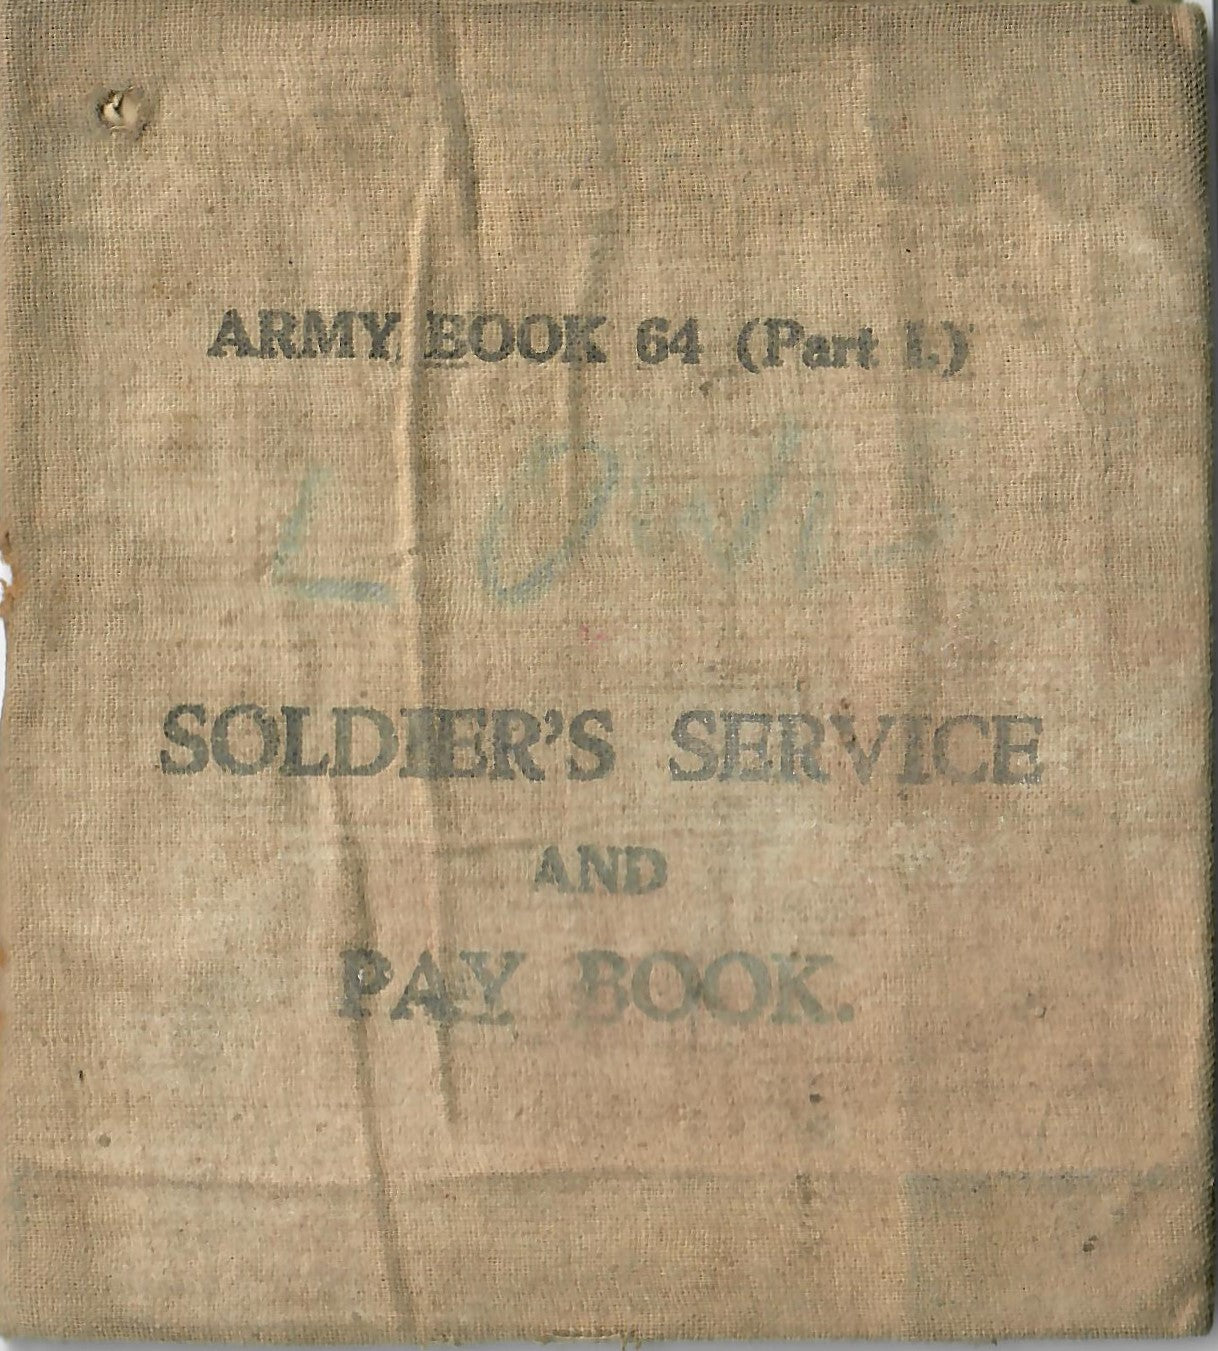 ARMY BOOK 64 (Part I.)
SOLDIER'S SERVICE
AND
PAY BOOK.